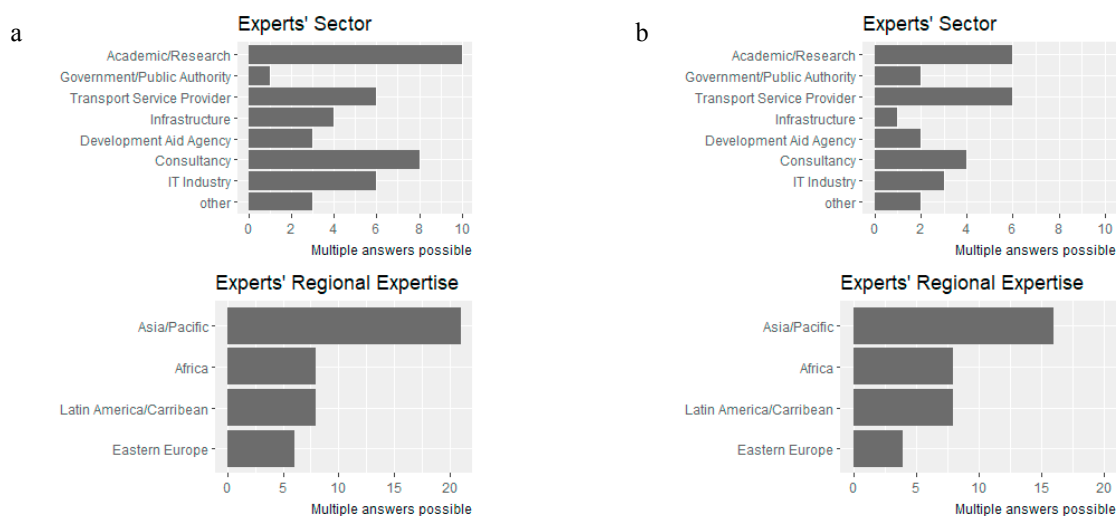 a
Experts' Sector
Academic/Research
Government/Public Authority
Transport Service Provider
Infrastructure
Development Aid Agency
Consultancy
IT Industry
other
0 2 4 6 8 10
Multiple answers possible
Experts' Regional Expertise
Asia/Pacific
Africa
Latin America/Carribean
Eastern Europe
0 5 10 15 20
Multiple answers possible
b
Experts' Sector
Academic/Research
Government/Public Authority
Transport Service Provider
Infrastructure
Development Aid Agency
Consultancy
IT Industry
other
0 2 4 6 8 10
Multiple answers possible
Experts' Regional Expertise
Asia/Pacific
Africa
Latin America/Carribean
Eastern Europe
0 5 10 15 20
Multiple answers possible